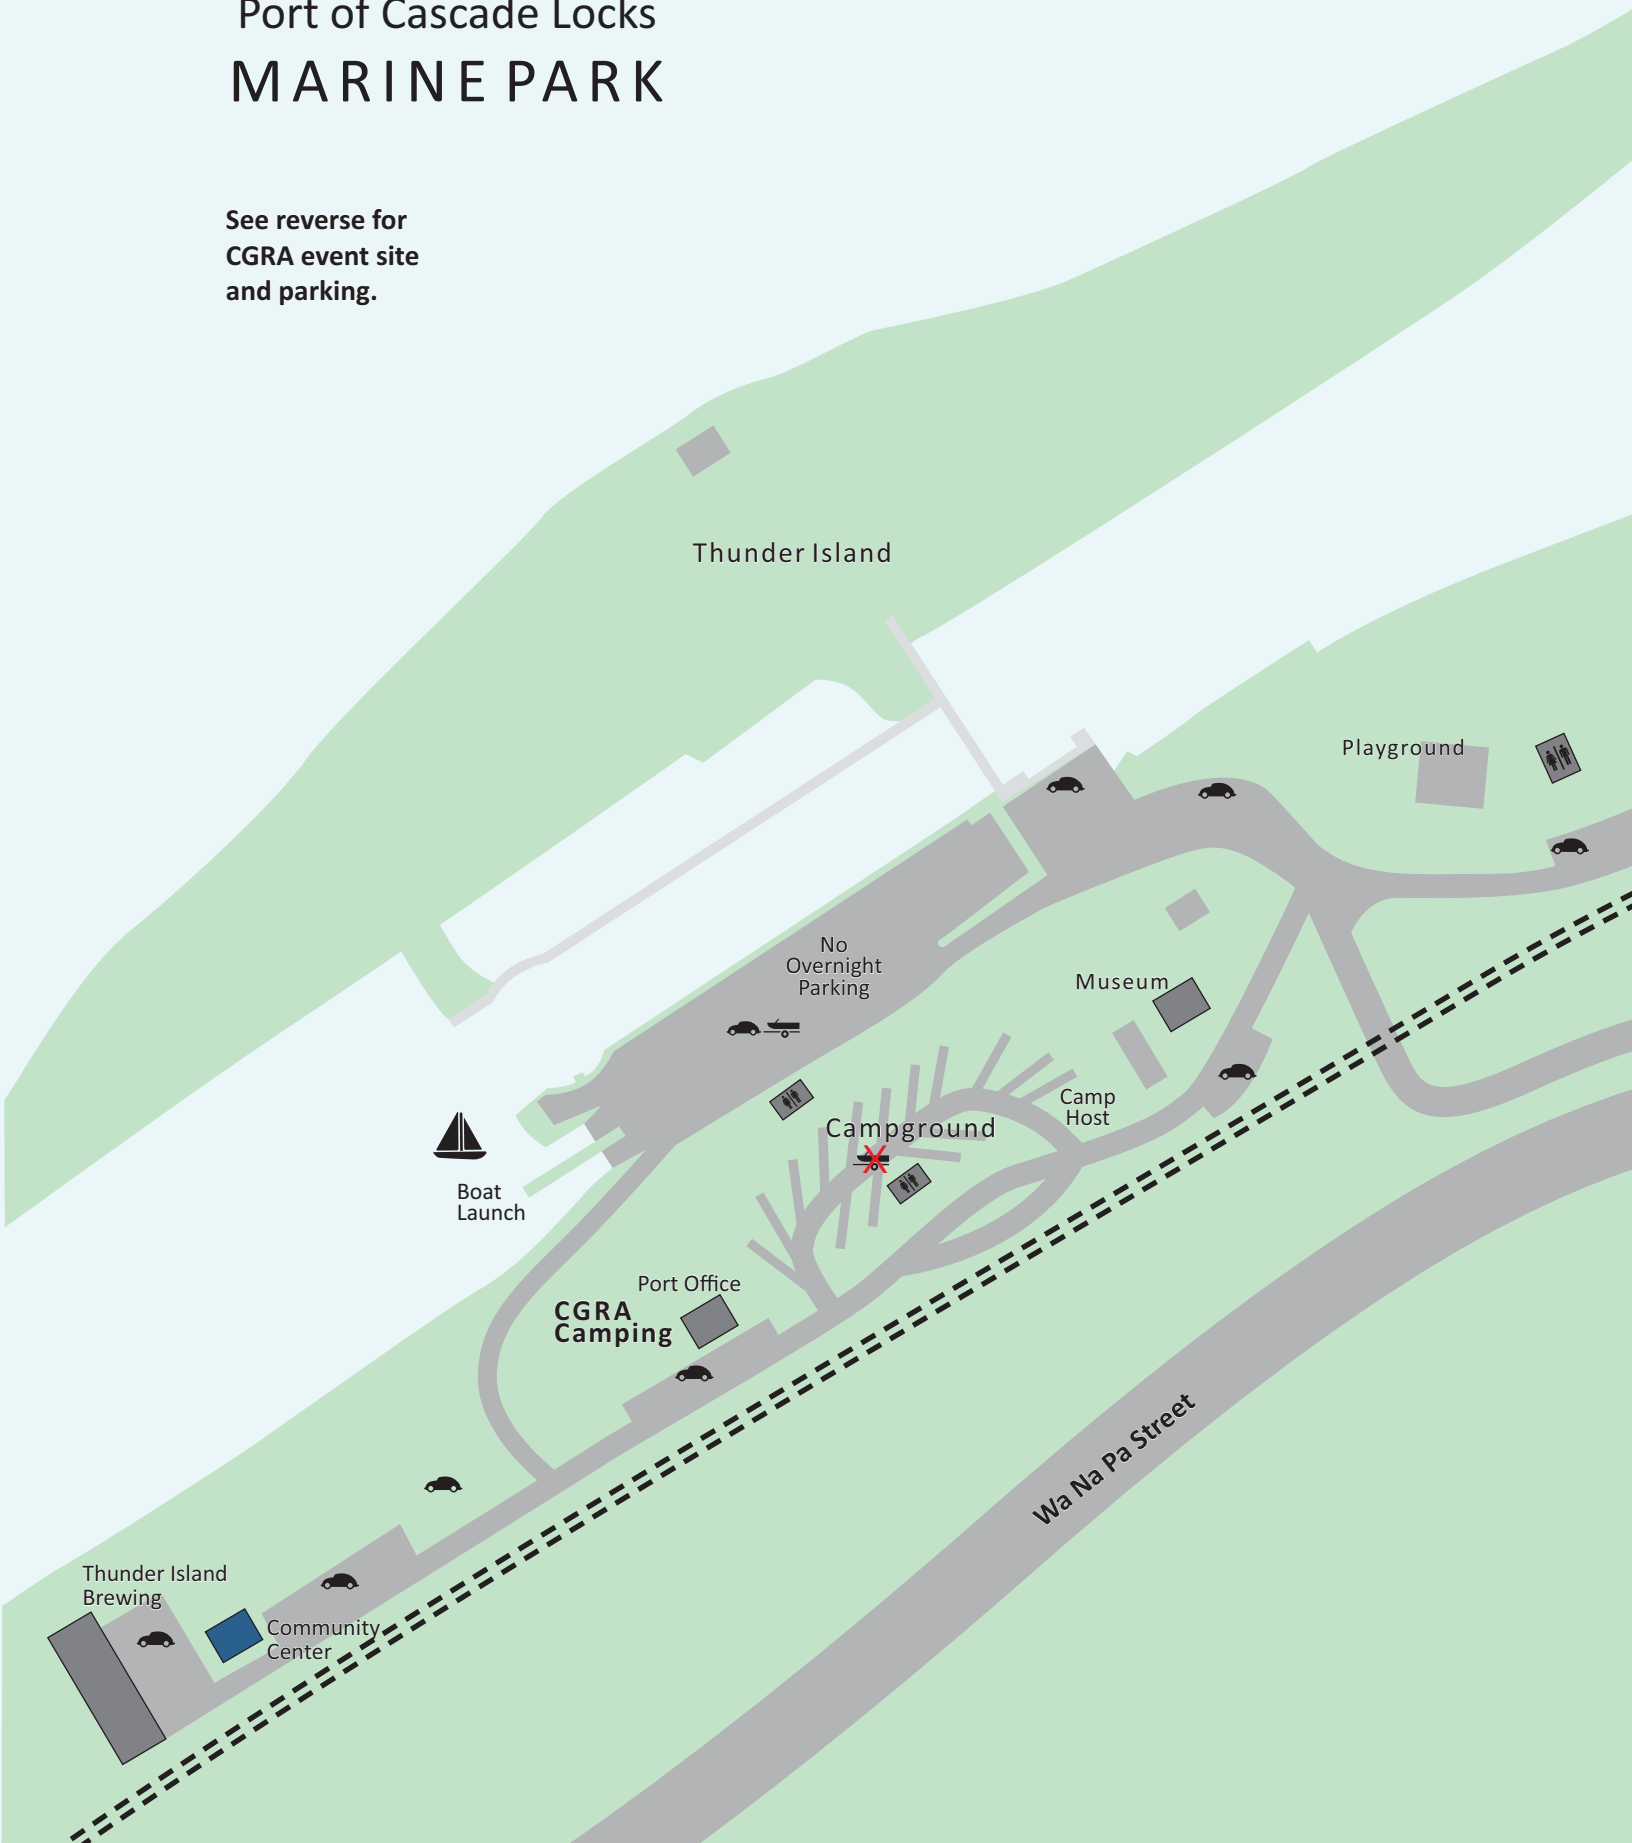 Port of Cascade Locks
MARINE PARK
See reverse for
CGRA event site
and parking.
Thunder Island
Playground
No
Overnight
Parking
Museum
Camp
Host
Campground
Boat
Launch
Port Office
CGRA
Camping
Wa Na Pa Street
Thunder Island
Brewing
Community
Center